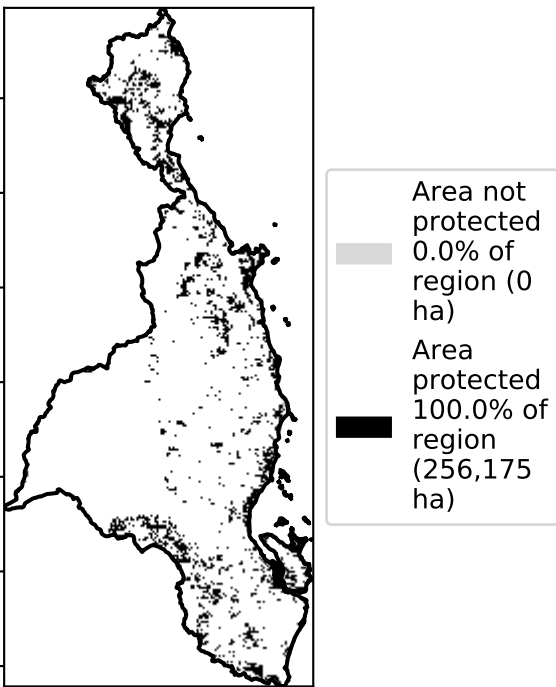 Area not
protected
0.0% of
region (0
ha)
Area
protected
100.0% of
region
(256,175
ha)